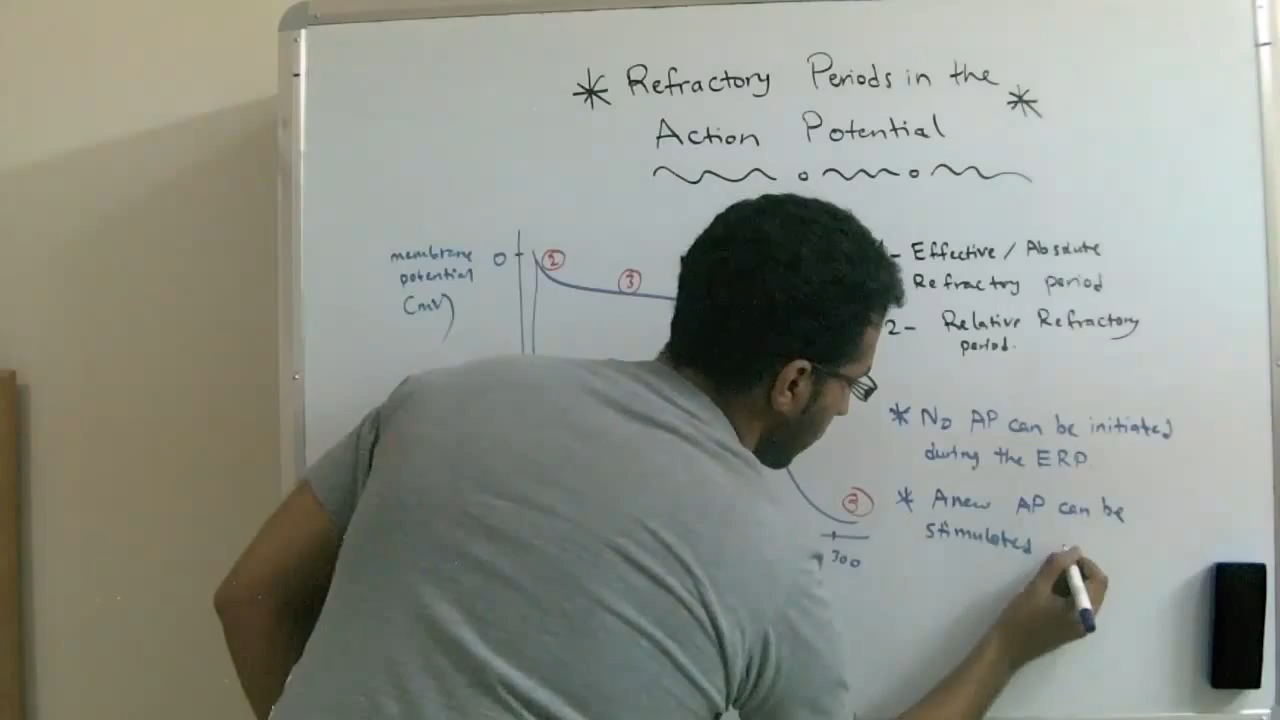 * Refractory Periods in the *
Action Potential
membrane
potential
(mV)
0
②
③
- Effective / Absolute
Refractory period
2- Relative Refractory
period.
* No AP can be initiated
during the ERP.
* A new AP can be
stimulated
③
300